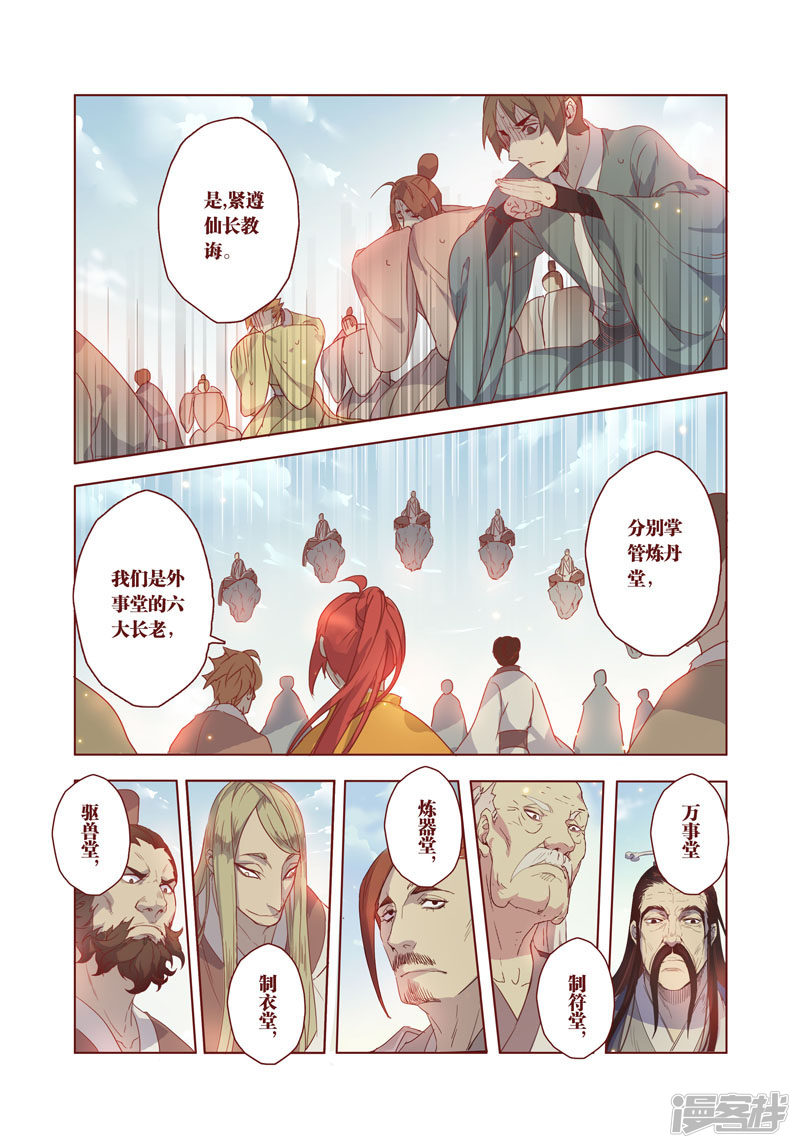 是,紧遵
仙长教
诲。
我们是外
事堂的六
大长老,
分别掌
管炼丹
堂,
驱兽堂,
制衣堂,
炼器堂,
制符堂,
万事堂
漫客栈